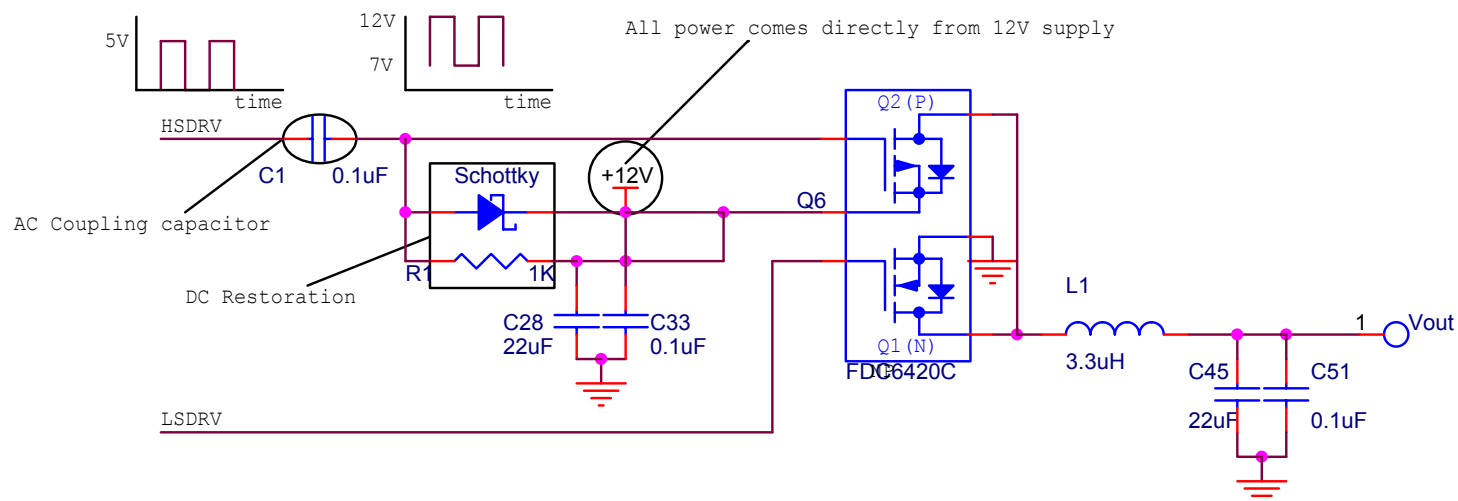 12V
All power comes directly from 12V supply
5V
7V
time
time
Q2(P)
HSDRV
C1
0.1uF
Schottky
+12V
Q6
AC Coupling capacitor
R1
1K
DC Restoration
L1
C28
C33
22uF
0.1uF
1
Vout
Q1(N)
3.3uH
FDC6420C
C45
C51
LSDRV
22uF
0.1uF